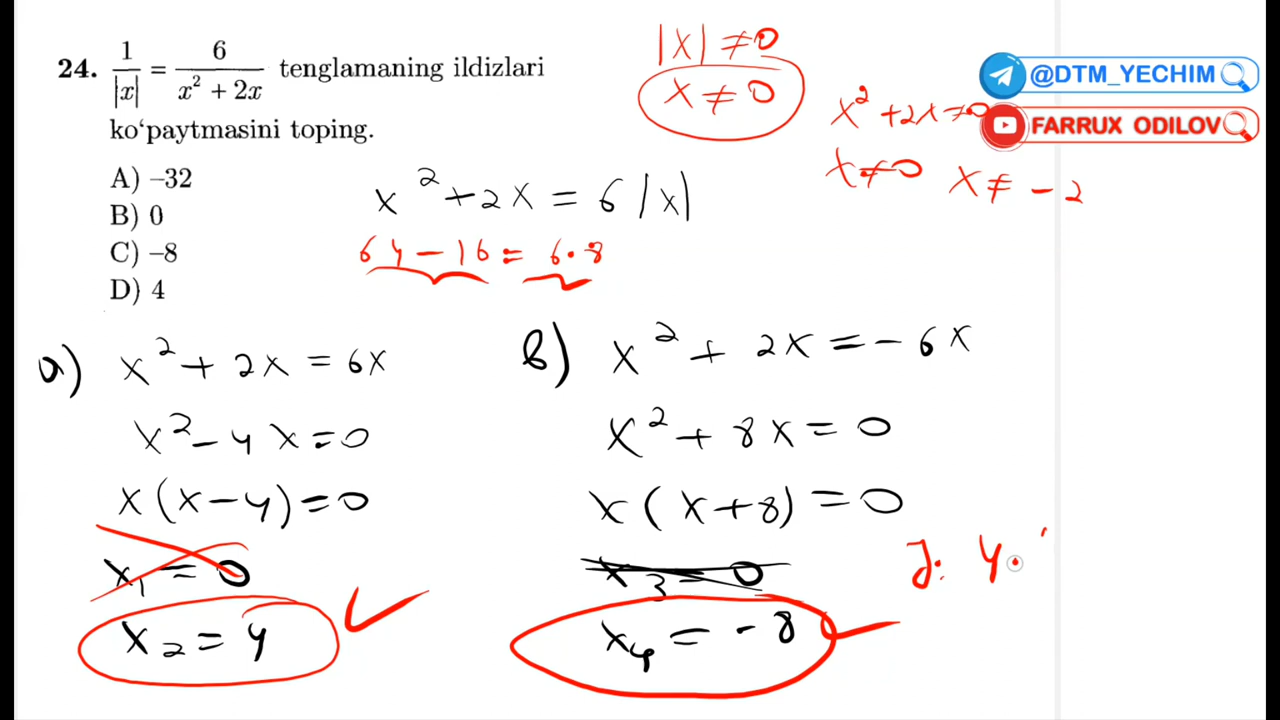 24. 1/|x| = 6/(x² + 2x) tenglamaning ildizlari
ko‘paytmasini toping.
A) –32
B) 0
C) –8
D) 4
|x| ≠ 0
x ≠ 0
x² + 2x ≠ 0
x ≠ 0 x ≠ -2
@DTM_YECHIM
FARRUX ODILOV
x² + 2x = 6|x|
64 - 16 = 6·8
a) x² + 2x = 6x
x² - 4x = 0
x(x-4) = 0
x₁ = 0
x₂ = 4
в) x² + 2x = -6x
x² + 8x = 0
x(x+8) = 0
x₃ = 0
x₄ = -8
J: 4·